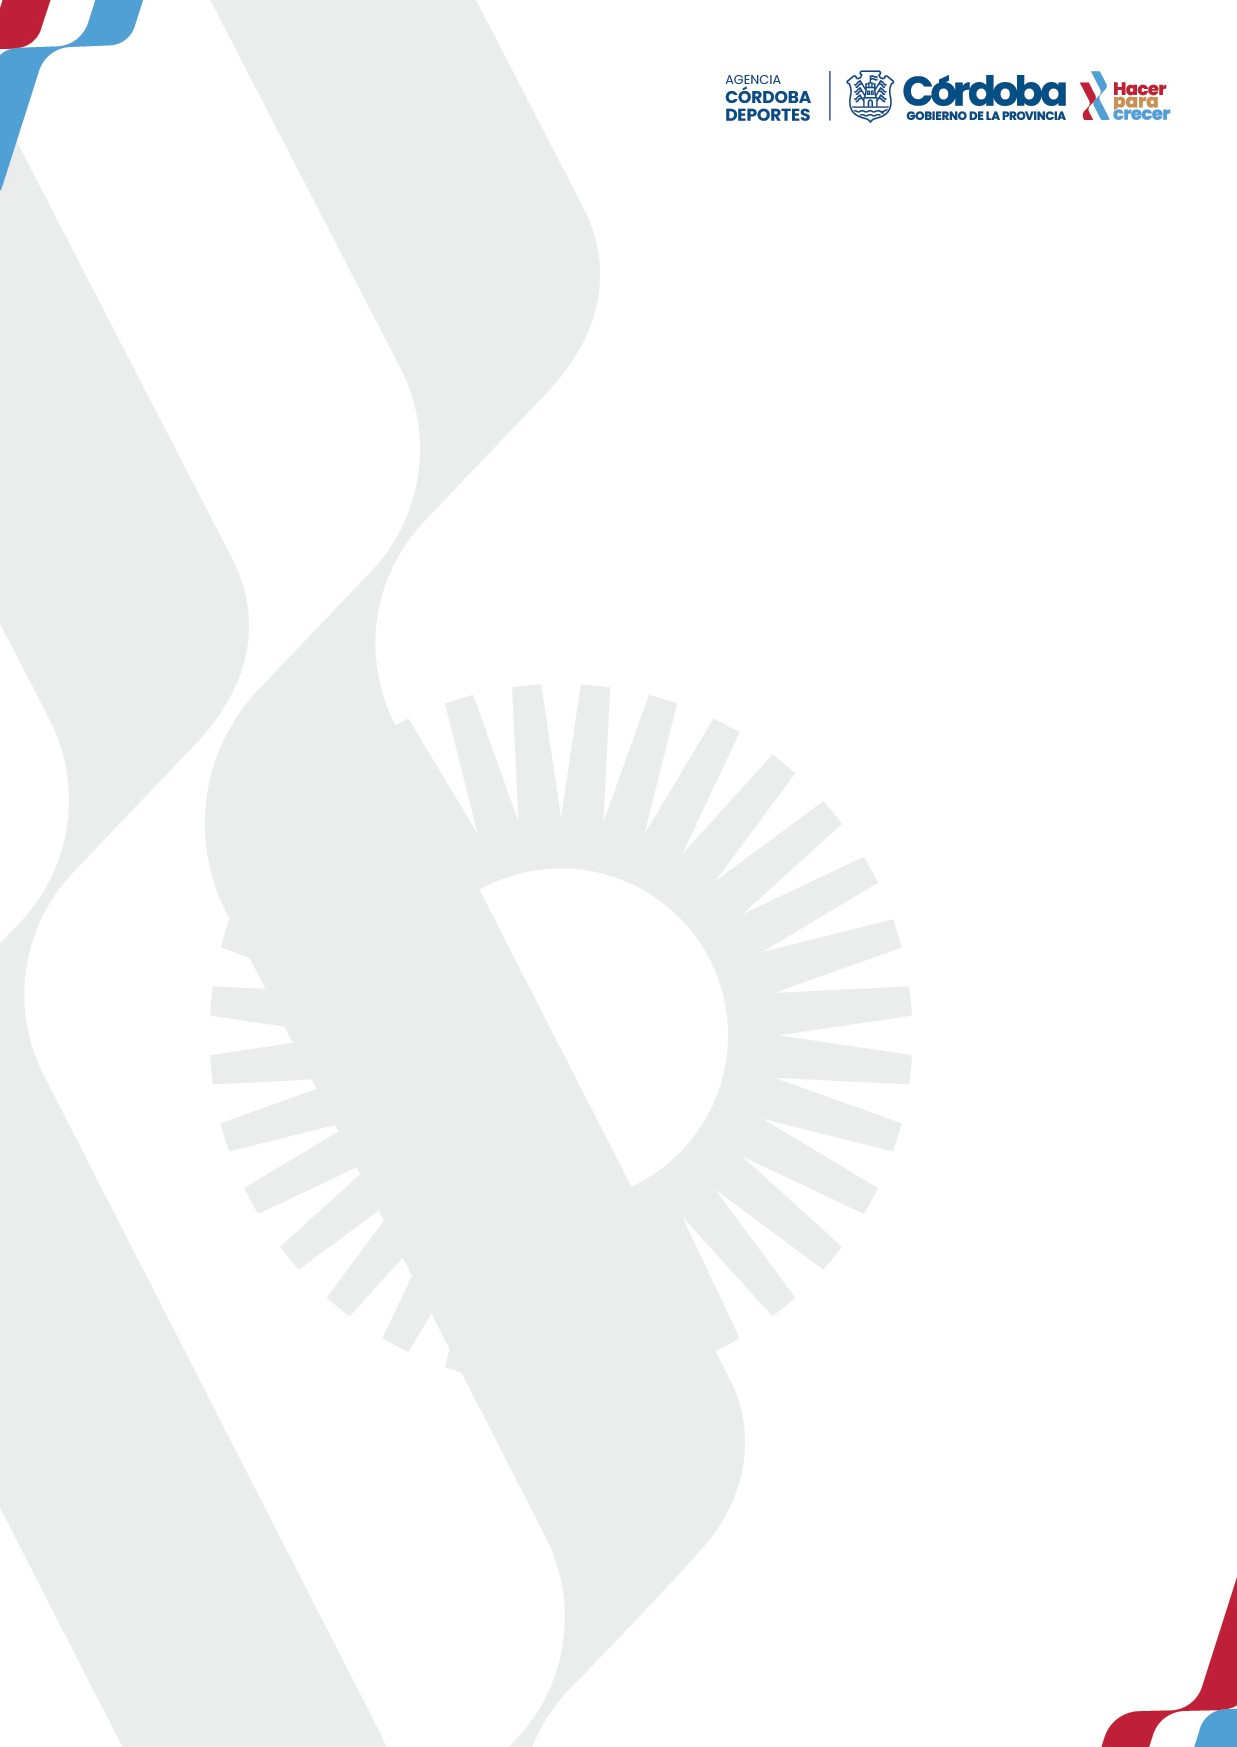 AGENCIA
CÓRDOBA
DEPORTES
Córdoba
GOBIERNO DE LA PROVINCIA
Hacer
para
crecer